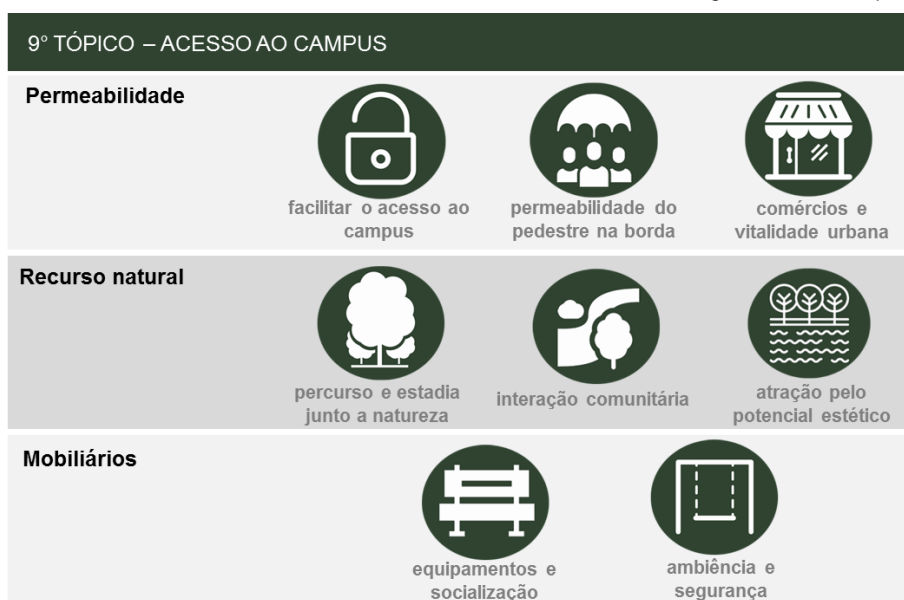 9° TÓPICO – ACESSO AO CAMPUS
Permeabilidade
facilitar o acesso ao
campus
permeabilidade do
pedestre na borda
comércios e
vitalidade urbana
Recurso natural
percurso e estadia
junto a natureza
interação comunitária
atração pelo
potencial estético
Mobiliários
equipamentos e
socialização
ambiência e
segurança